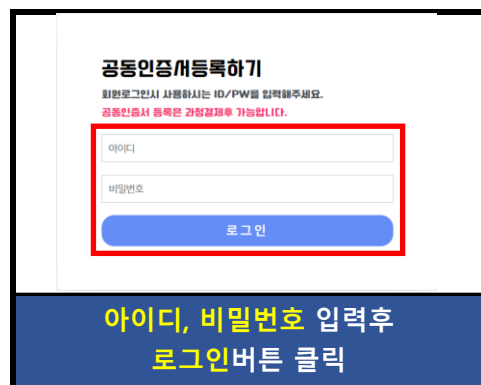 공동인증서등록하기
회원로그인시 사용하시는 ID/PW를 입력해주세요.
공동인증서 등록은 과정결제후 가능합니다.
아이디
비밀번호
로그인
아이디, 비밀번호 입력후
로그인버튼 클릭